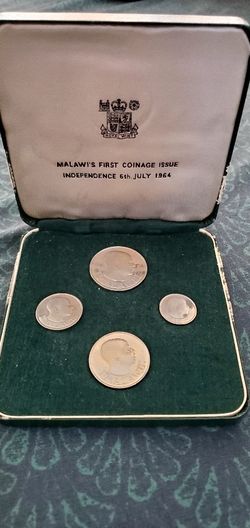 MALAWI'S FIRST COINAGE ISSUE
INDEPENDENCE 6th. JULY 1964